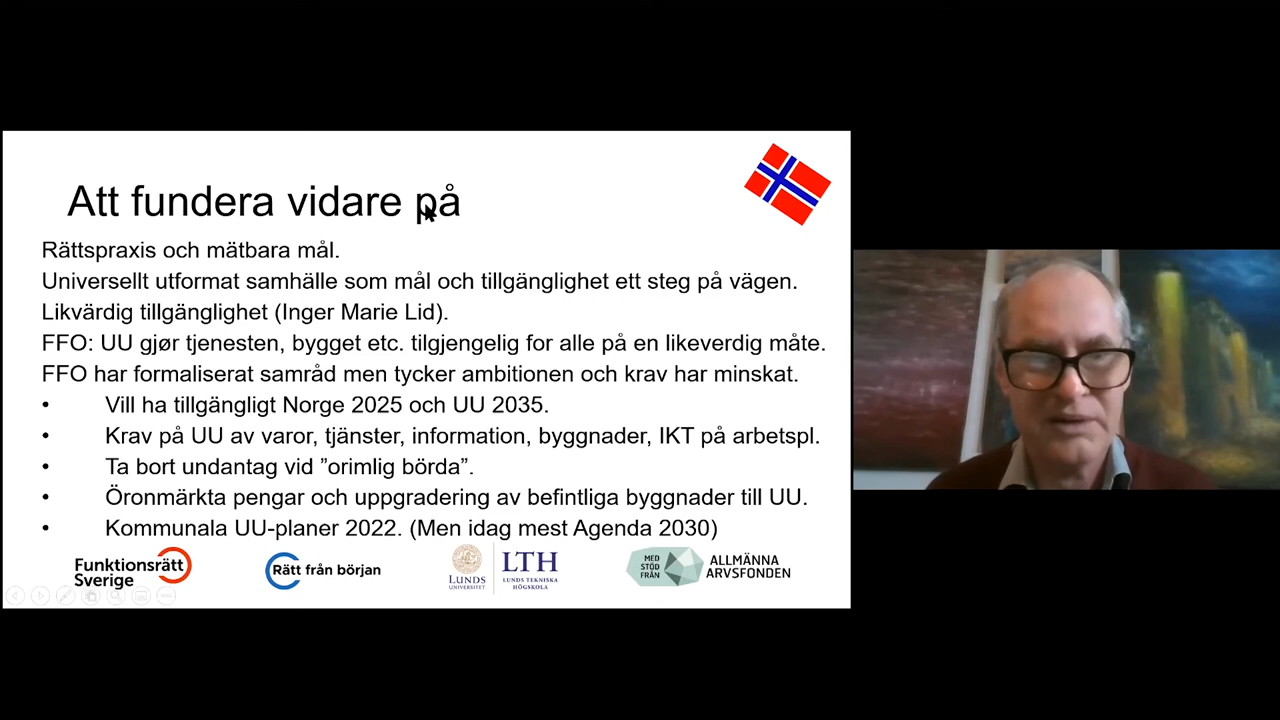 Att fundera vidare på
Rättspraxis och mätbara mål.
Universellt utformat samhälle som mål och tillgänglighet ett steg på vägen.
Likvärdig tillgänglighet (Inger Marie Lid).
FFO: UU gjør tjenesten, bygget etc. tilgjengelig for alle på en likeverdig måte.
FFO har formaliserat samråd men tycker ambitionen och krav har minskat.
• Vill ha tillgängligt Norge 2025 och UU 2035.
• Krav på UU av varor, tjänster, information, byggnader, IKT på arbetspl.
• Ta bort undantag vid ”orimlig börda”.
• Öronmärkta pengar och uppgradering av befintliga byggnader till UU.
• Kommunala UU-planer 2022. (Men idag mest Agenda 2030)
Funktionsrätt
Sverige
Rätt från början
LUNDS
UNIVERSITET
LTH
LUNDS TEKNISKA
HÖGSKOLA
MED
STÖD
FRÅN
ALLMÄNNA
ARVSFONDEN